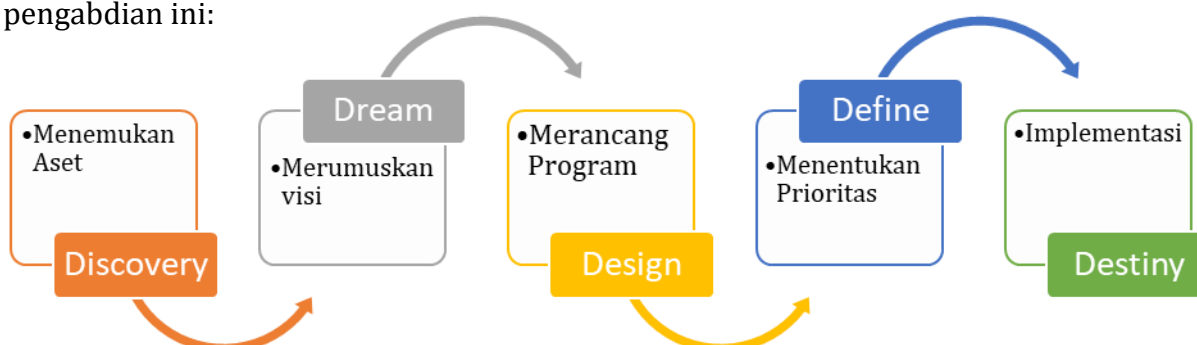 pengabdian ini:
•Menemukan
Aset
Discovery
Dream
•Merumuskan
visi
•Merancang
Program
Design
Define
•Menentukan
Prioritas
•Implementasi
Destiny